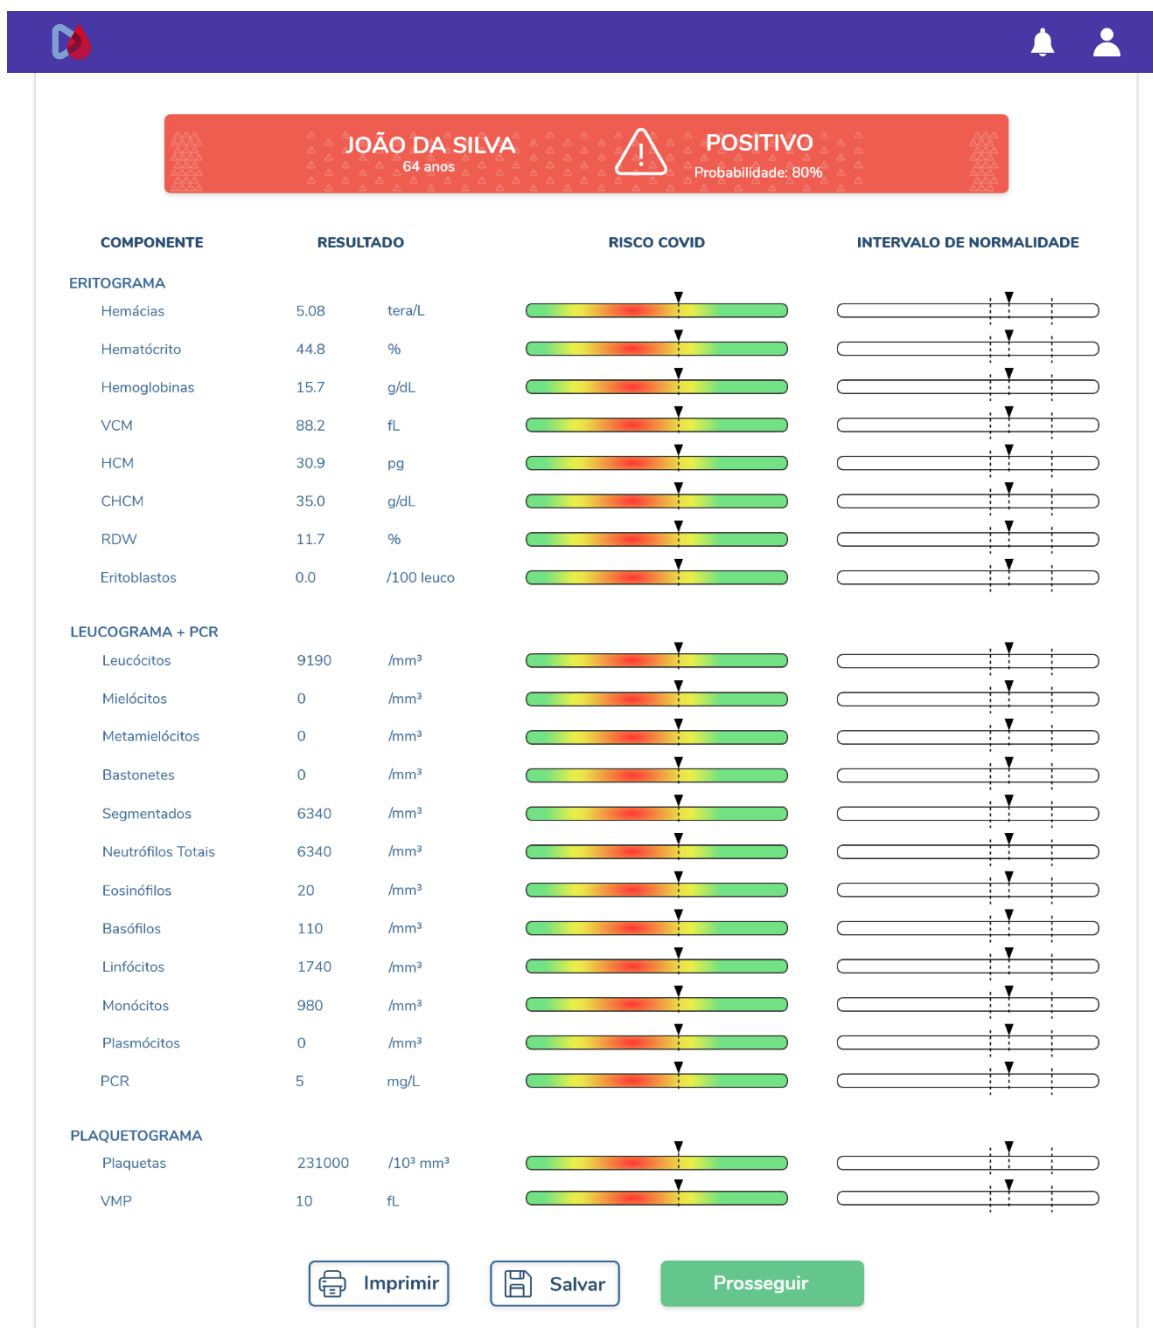 JOÃO DA SILVA
64 anos
POSITIVO
Probabilidade: 80%
COMPONENTE RESULTADO RISCO COVID INTERVALO DE NORMALIDADE
ERITOGRAMA
Hemácias 5.08 tera/L
Hematócrito 44.8 %
Hemoglobinas 15.7 g/dL
VCM 88.2 fL
HCM 30.9 pg
CHCM 35.0 g/dL
RDW 11.7 %
Eritoblastos 0.0 /100 leuco
LEUCOGRAMA + PCR
Leucócitos 9190 /mm³
Mielócitos 0 /mm³
Metamielócitos 0 /mm³
Bastonetes 0 /mm³
Segmentados 6340 /mm³
Neutrófilos Totais 6340 /mm³
Eosinófilos 20 /mm³
Basófilos 110 /mm³
Linfócitos 1740 /mm³
Monócitos 980 /mm³
Plasmócitos 0 /mm³
PCR 5 mg/L
PLAQUETOGRAMA
Plaquetas 231000 /10³ mm³
VMP 10 fL
Imprimir Salvar Prosseguir